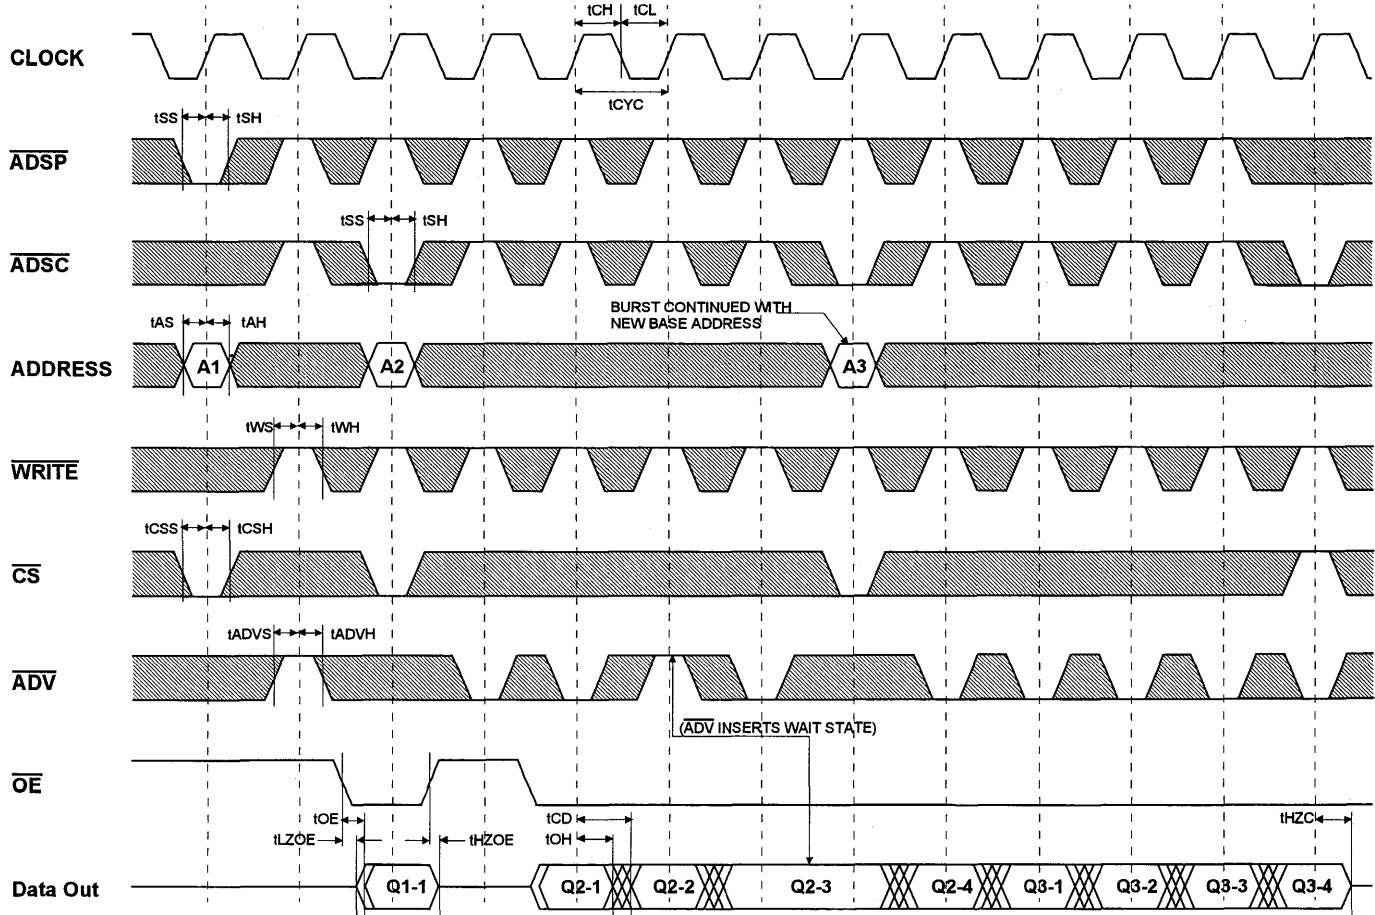 tCH tCL
CLOCK
tCYC
tSS tSH
ADSP
tSS tSH
ADSC
BURST CONTINUED WITH
NEW BASE ADDRESS
tAS tAH
ADDRESS A1 A2 A3
tWS tWH
WRITE
tCSS tCSH
CS
tADVS tADVH
ADV
(ADV INSERTS WAIT STATE)
OE
tOE tCD tHZC
tLZOE tHZOE tOH
Data Out Q1-1 Q2-1 Q2-2 Q2-3 Q2-4 Q3-1 Q3-2 Q3-3 Q3-4